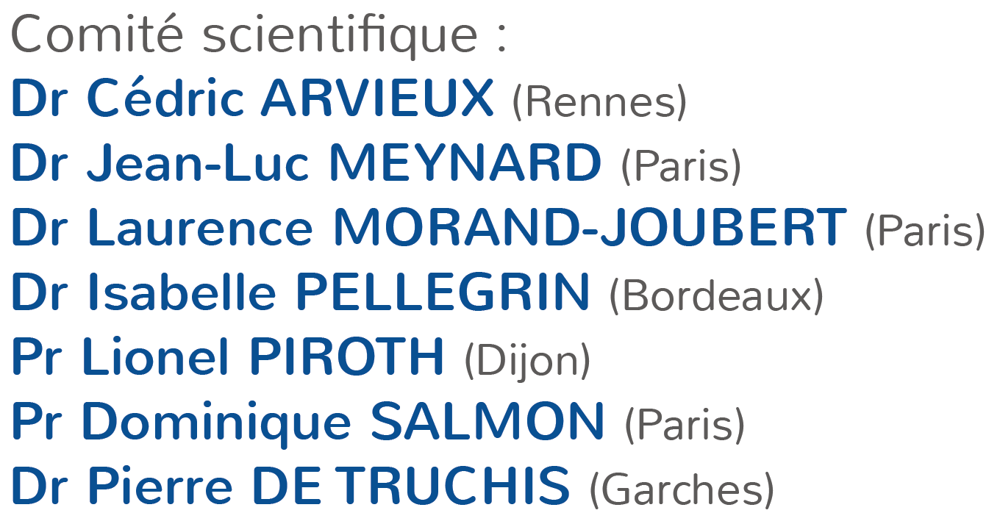 Comité scientifique :
Dr Cédric ARVIEUX (Rennes)
Dr Jean-Luc MEYNARD (Paris)
Dr Laurence MORAND-JOUBERT (Paris)
Dr Isabelle PELLEGRIN (Bordeaux)
Pr Lionel PIROTH (Dijon)
Pr Dominique SALMON (Paris)
Dr Pierre DE TRUCHIS (Garches)